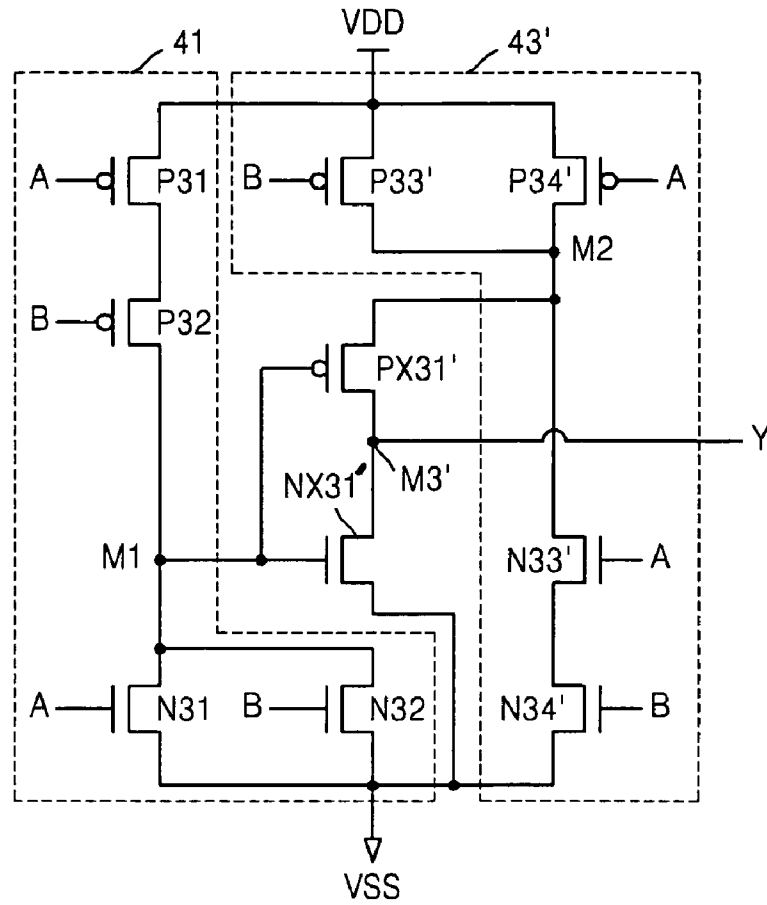 VDD
41
43'
A
P31
B
P33'
P34'
A
M2
B
P32
PX31'
Y
M3'
NX31'
M1
N33'
A
A
N31
B
N32
N34'
B
VSS